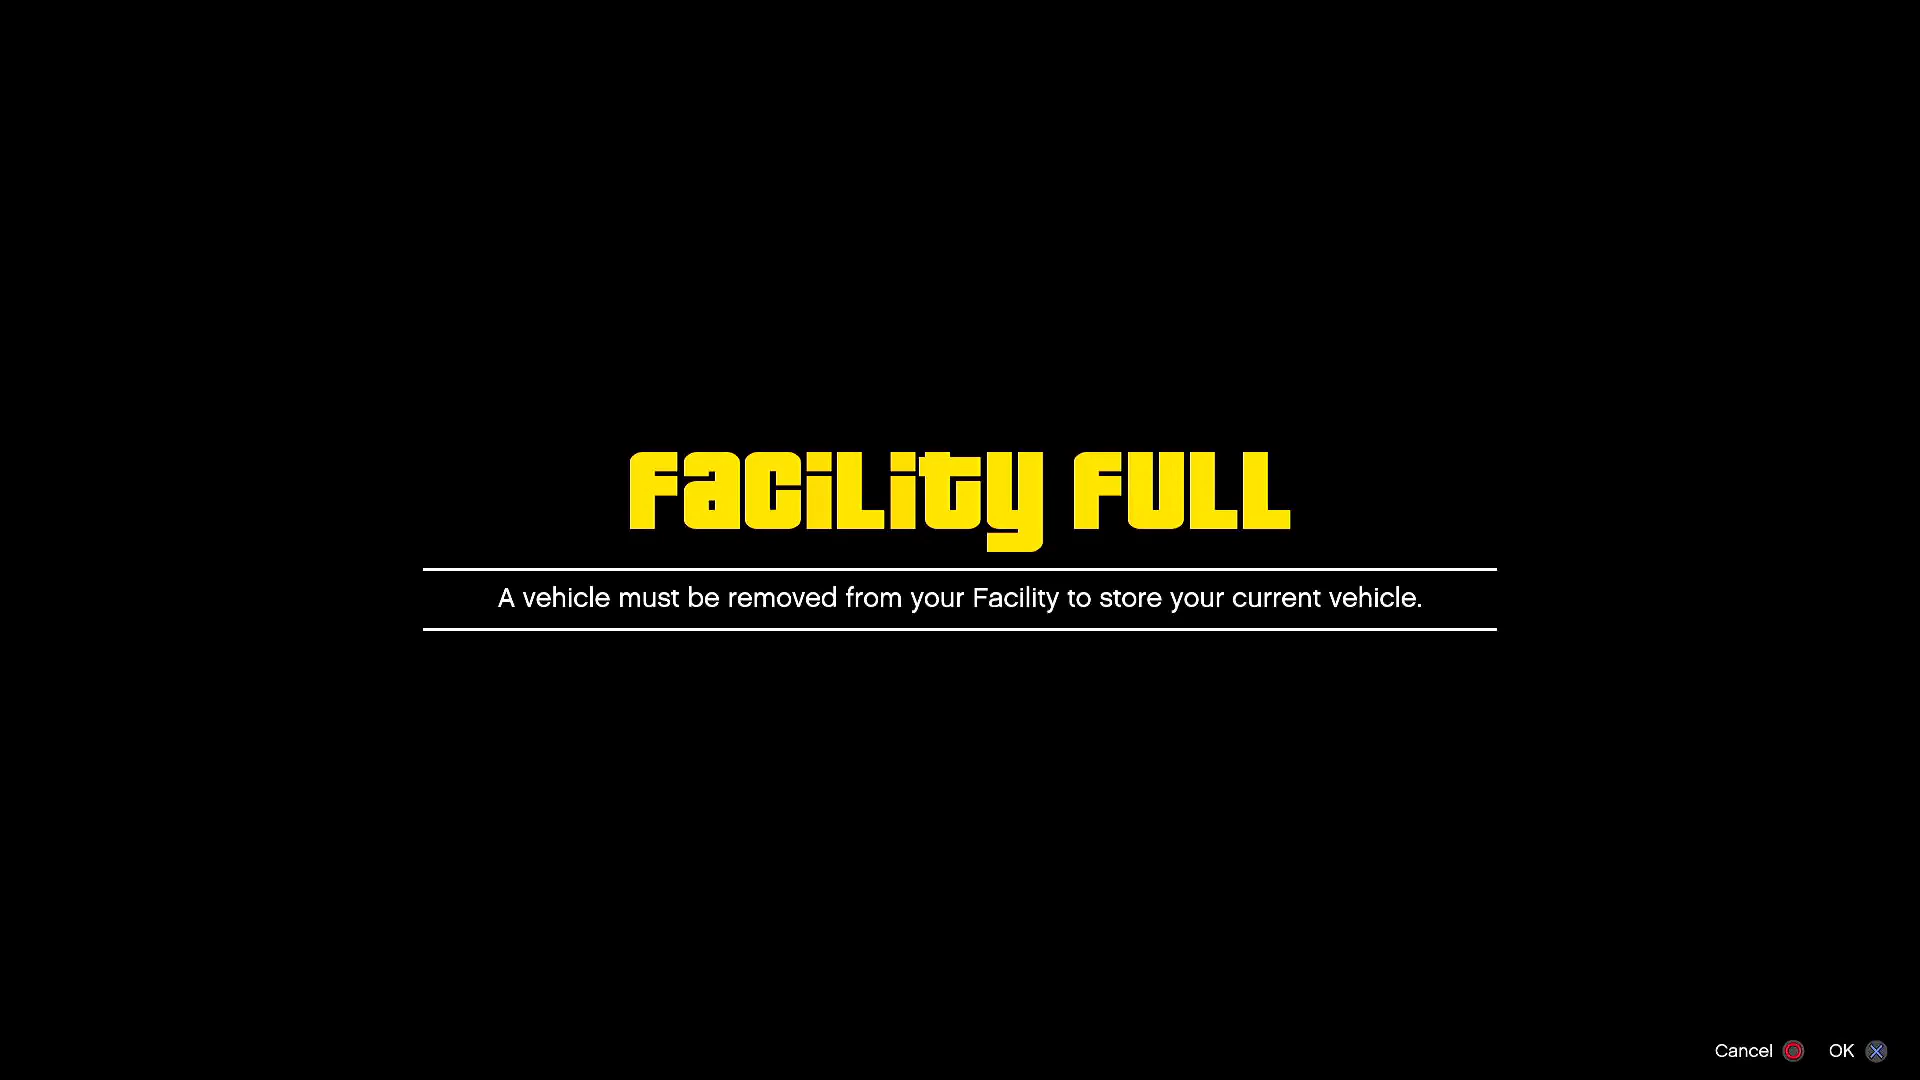 Facility Full
A vehicle must be removed from your Facility to store your current vehicle.
Cancel OK